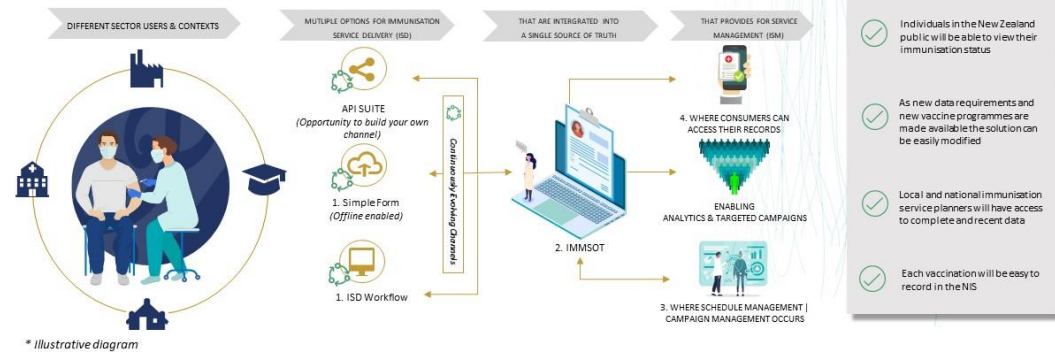 DIFFERENT SECTOR USERS & CONTEXTS
MUTLIPLE OPTIONS FOR IMMUNISATION
SERVICE DELIVERY (ISD)
THAT ARE INTERGRATED INTO
A SINGLE SOURCE OF TRUTH
THAT PROVIDES FOR SERVICE
MANAGEMENT (ISM)
API SUITE
(Opportunity to build your own
channel)
1. Simple Form
(Offline enabled)
1. ISD Workflow
Continuously Evolving Channels
2. IMMSOT
4. WHERE CONSUMERS CAN
ACCESS THEIR RECORDS
ENABLING
ANALYTICS & TARGETED CAMPAIGNS
3. WHERE SCHEDULE MANAGEMENT |
CAMPAIGN MANAGEMENT OCCURS
Individuals in the New Zealand
public will be able to view their
immunisation status
As new data requirements and
new vaccine programmes are
made available the solution can
be easily modified
Local and national immunisation
service planners will have access
to complete and recent data
Each vaccination will be easy to
record in the NIS
* Illustrative diagram